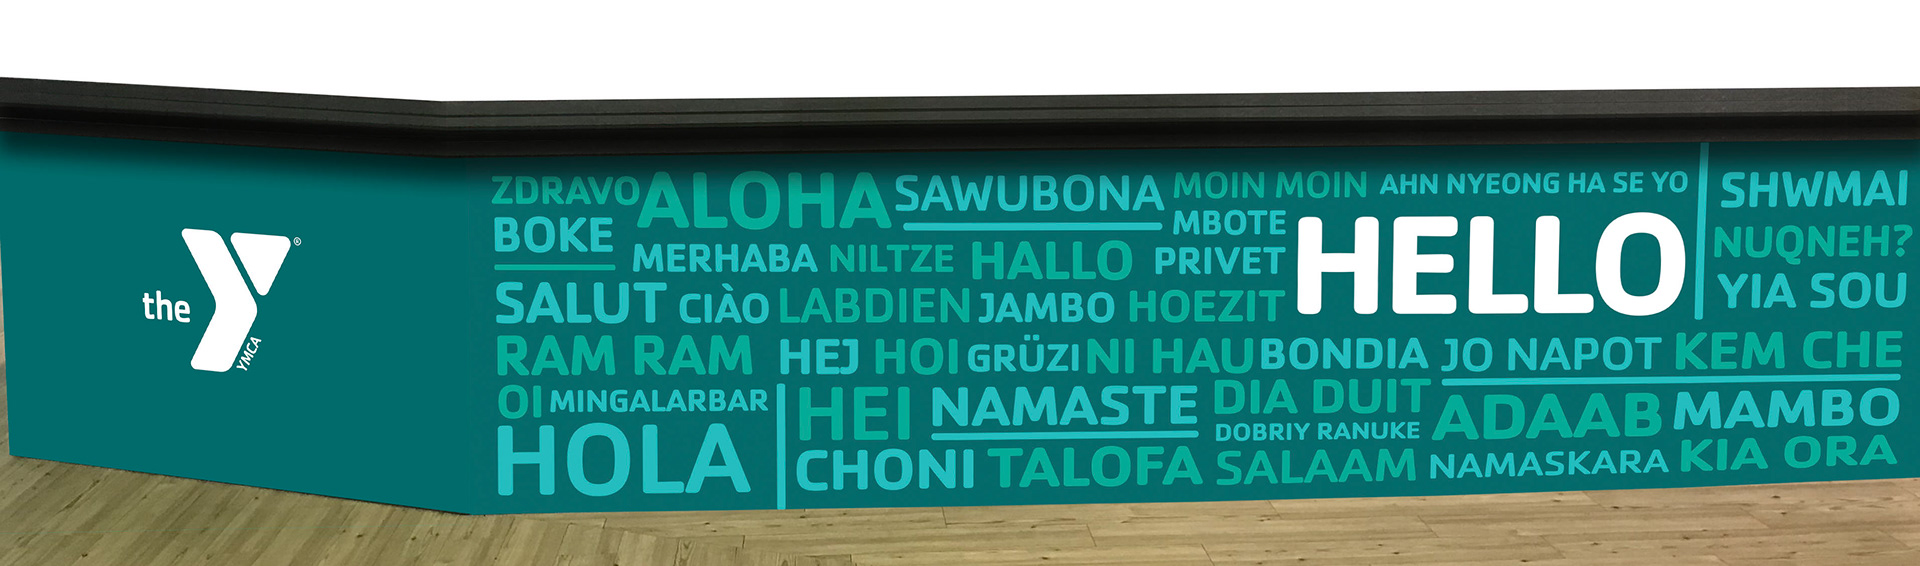 the
YMCA
®
ZDRAVO ALOHA SAWUBONA MOIN MOIN AHN NYEONG HA SE YO SHWMAI
BOKE MBOTE HELLO
MERHABA NILTZE HALLO PRIVET NUQNEH?
SALUT CIÀO LABDIEN JAMBO HOEZIT YIA SOU
RAM RAM HEJ HOI GRÜZI NI HAU BONDIA JO NAPOT KEM CHE
OI MINGALARBAR HEI NAMASTE DIA DUIT ADAAB MAMBO
DOBRIY RANUKE
HOLA CHONI TALOFA SALAAM NAMASKARA KIA ORA